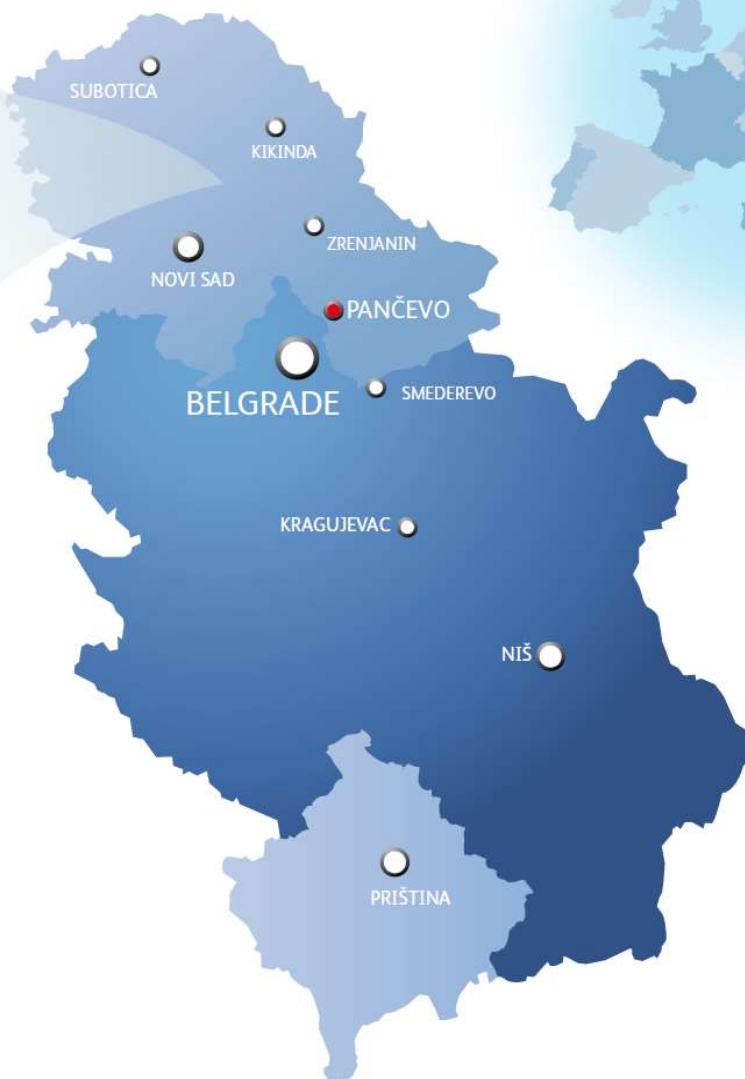 SUBOTICA
KIKINDA
ZRENJANIN
NOVI SAD
PANČEVO
BELGRADE
SMEDEREVO
KRAGUJEVAC
NIŠ
PRIŠTINA